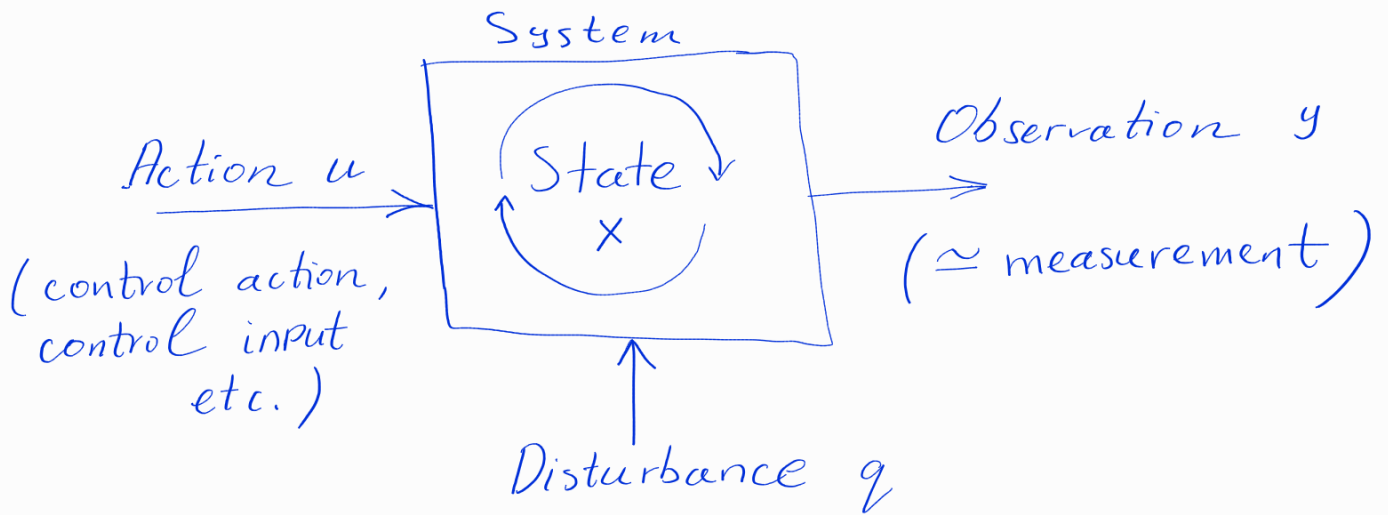 System
Action u
(control action,
control input
etc.)
State
x
Observation y
(≃ measurement)
Disturbance q